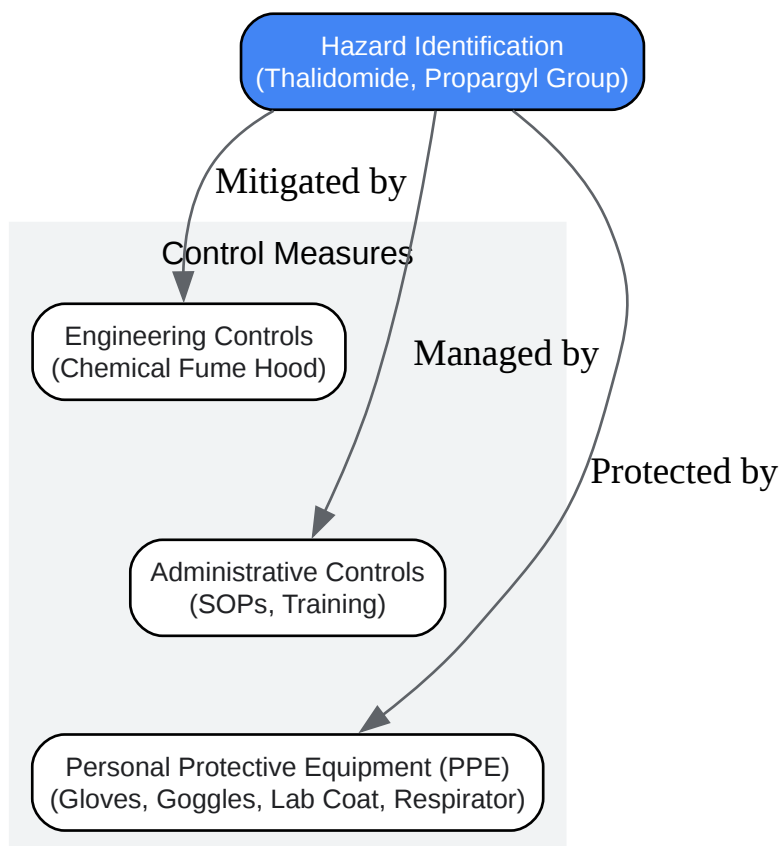 Hazard Identification
(Thalidomide, Propargyl Group)
Mitigated by
Control Measures
Engineering Controls
(Chemical Fume Hood)
Managed by
Protected by
Administrative Controls
(SOPs, Training)
Personal Protective Equipment (PPE)
(Gloves, Goggles, Lab Coat, Respirator)